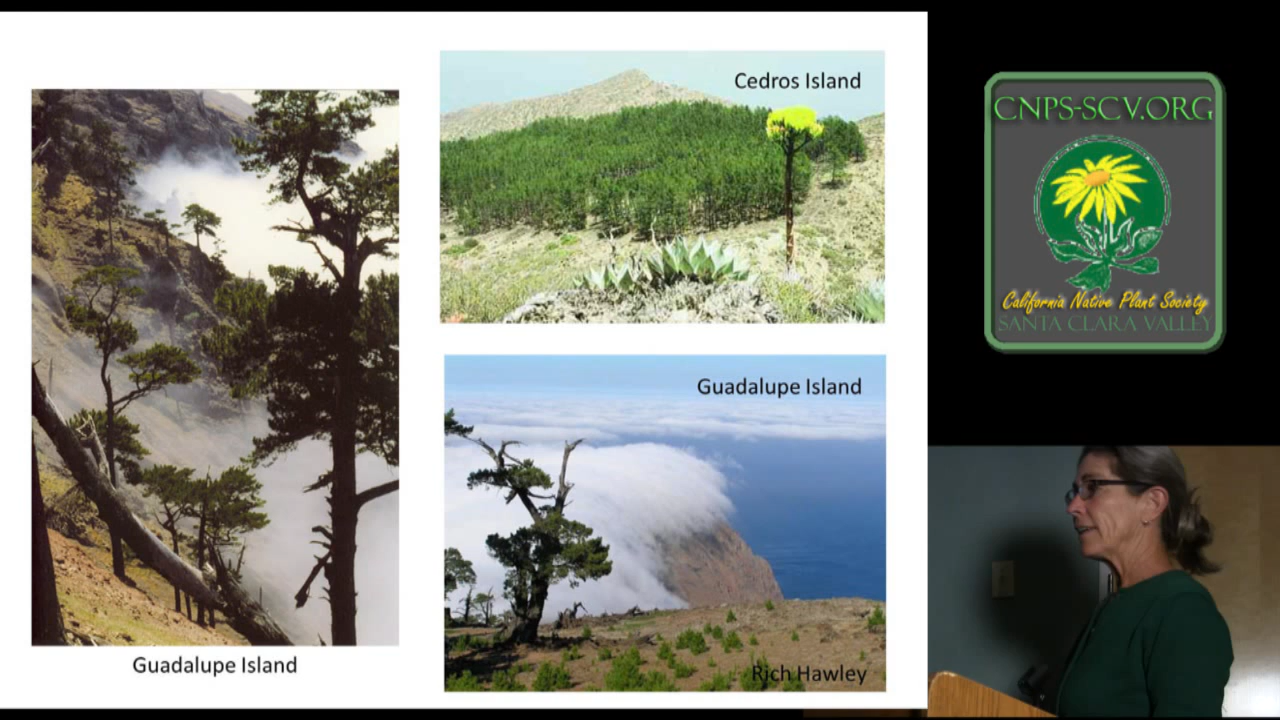 Guadalupe Island
Cedros Island
Guadalupe Island
Rich Hawley
CNPS-SCV.ORG
California Native Plant Society
SANTA CLARA VALLEY